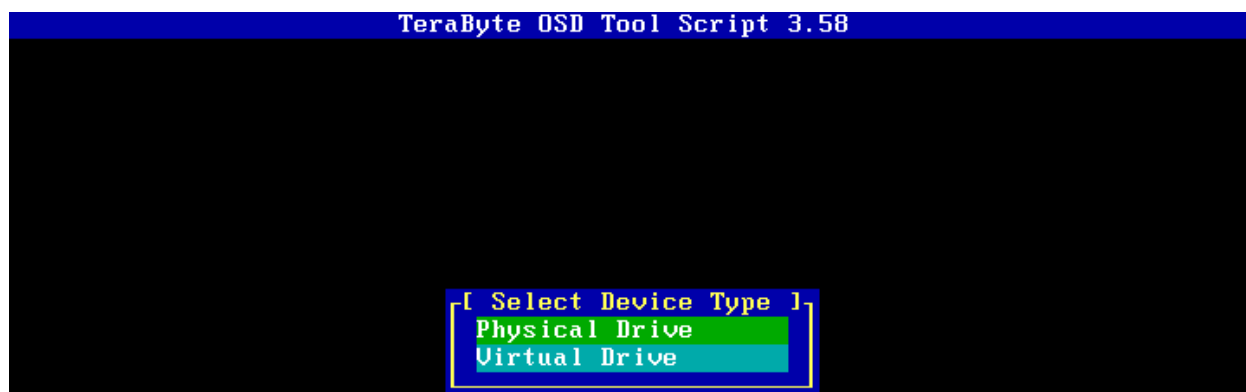 TeraByte OSD Tool Script 3.58
[ Select Device Type ]
Physical Drive
Virtual Drive